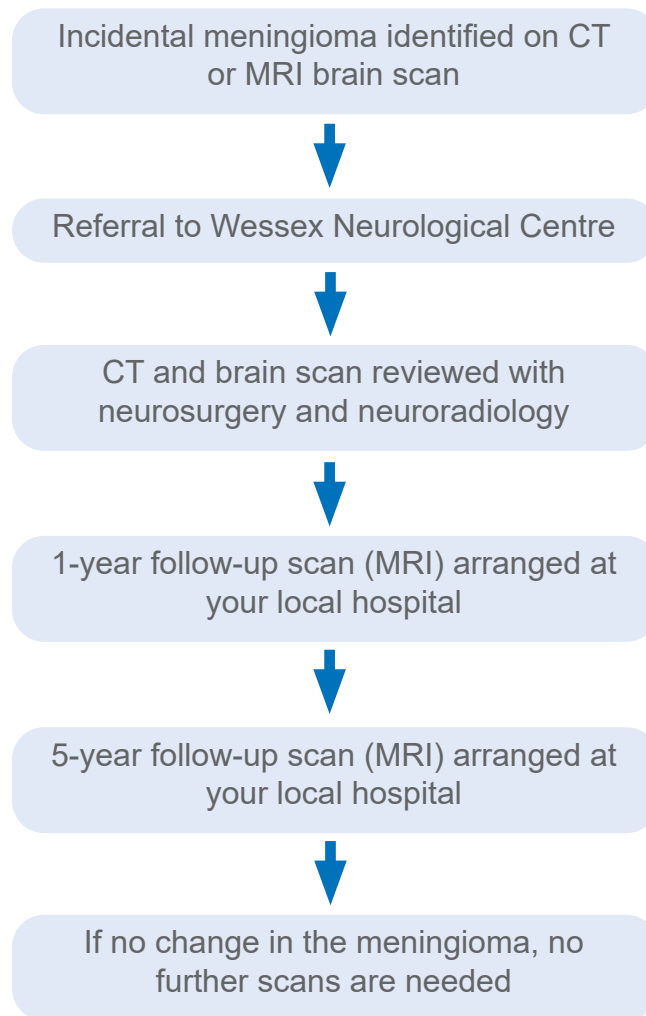 Incidental meningioma identified on CT
or MRI brain scan
Referral to Wessex Neurological Centre
CT and brain scan reviewed with
neurosurgery and neuroradiology
1-year follow-up scan (MRI) arranged at
your local hospital
5-year follow-up scan (MRI) arranged at
your local hospital
If no change in the meningioma, no
further scans are needed